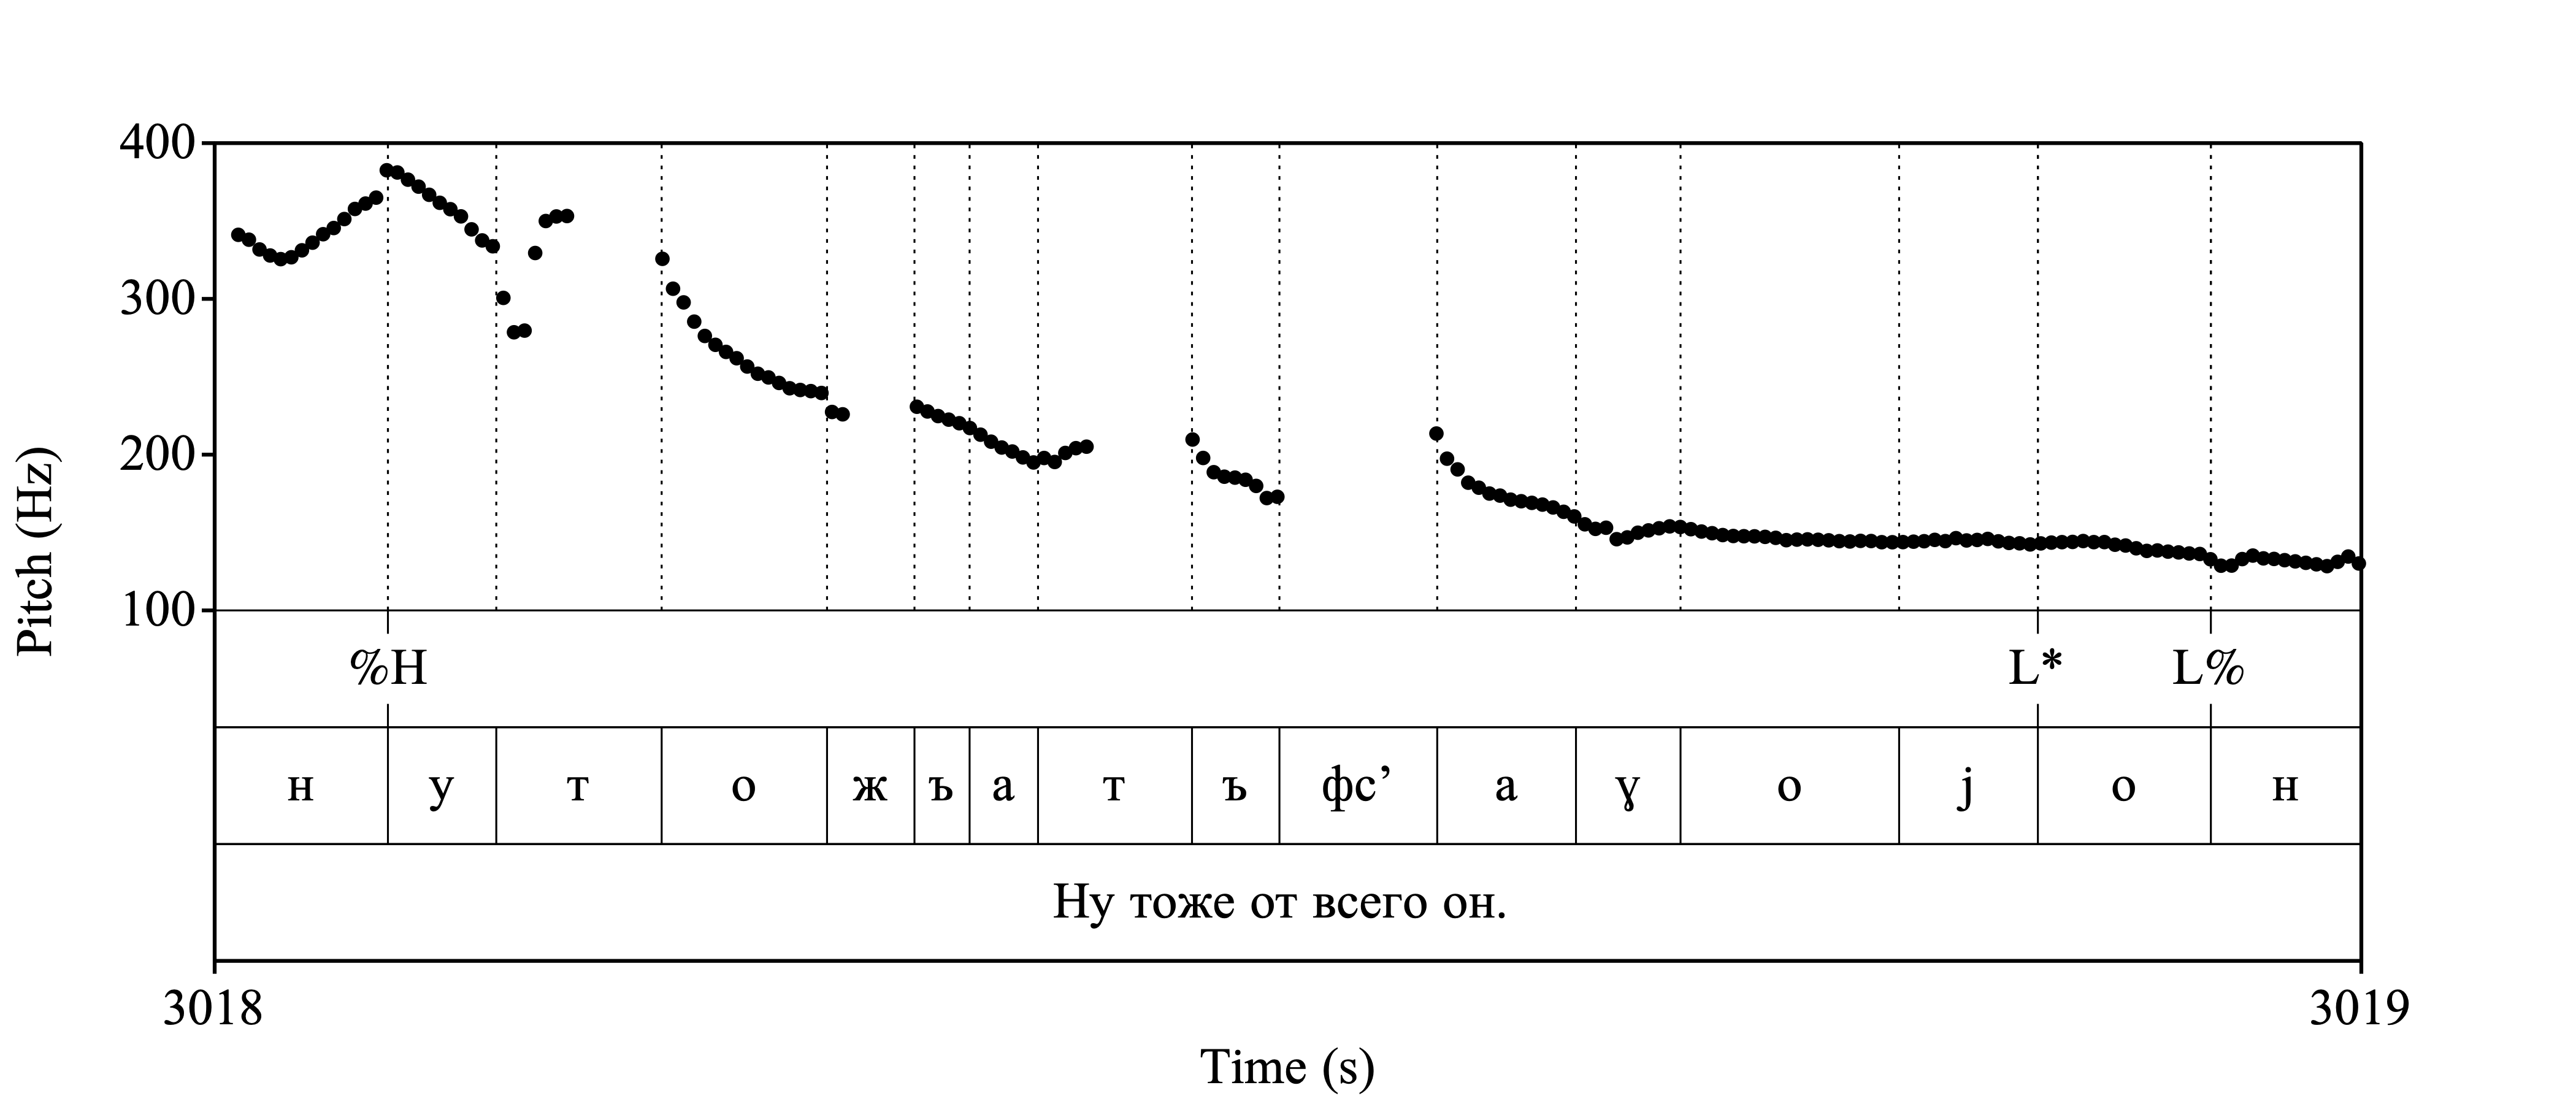 400
300
200
100
Pitch (Hz)
%H L* L%
н у т о ж ъ а т ъ фс’ а ɣ о j о н
Ну тоже от всего он.
3018 3019
Time (s)